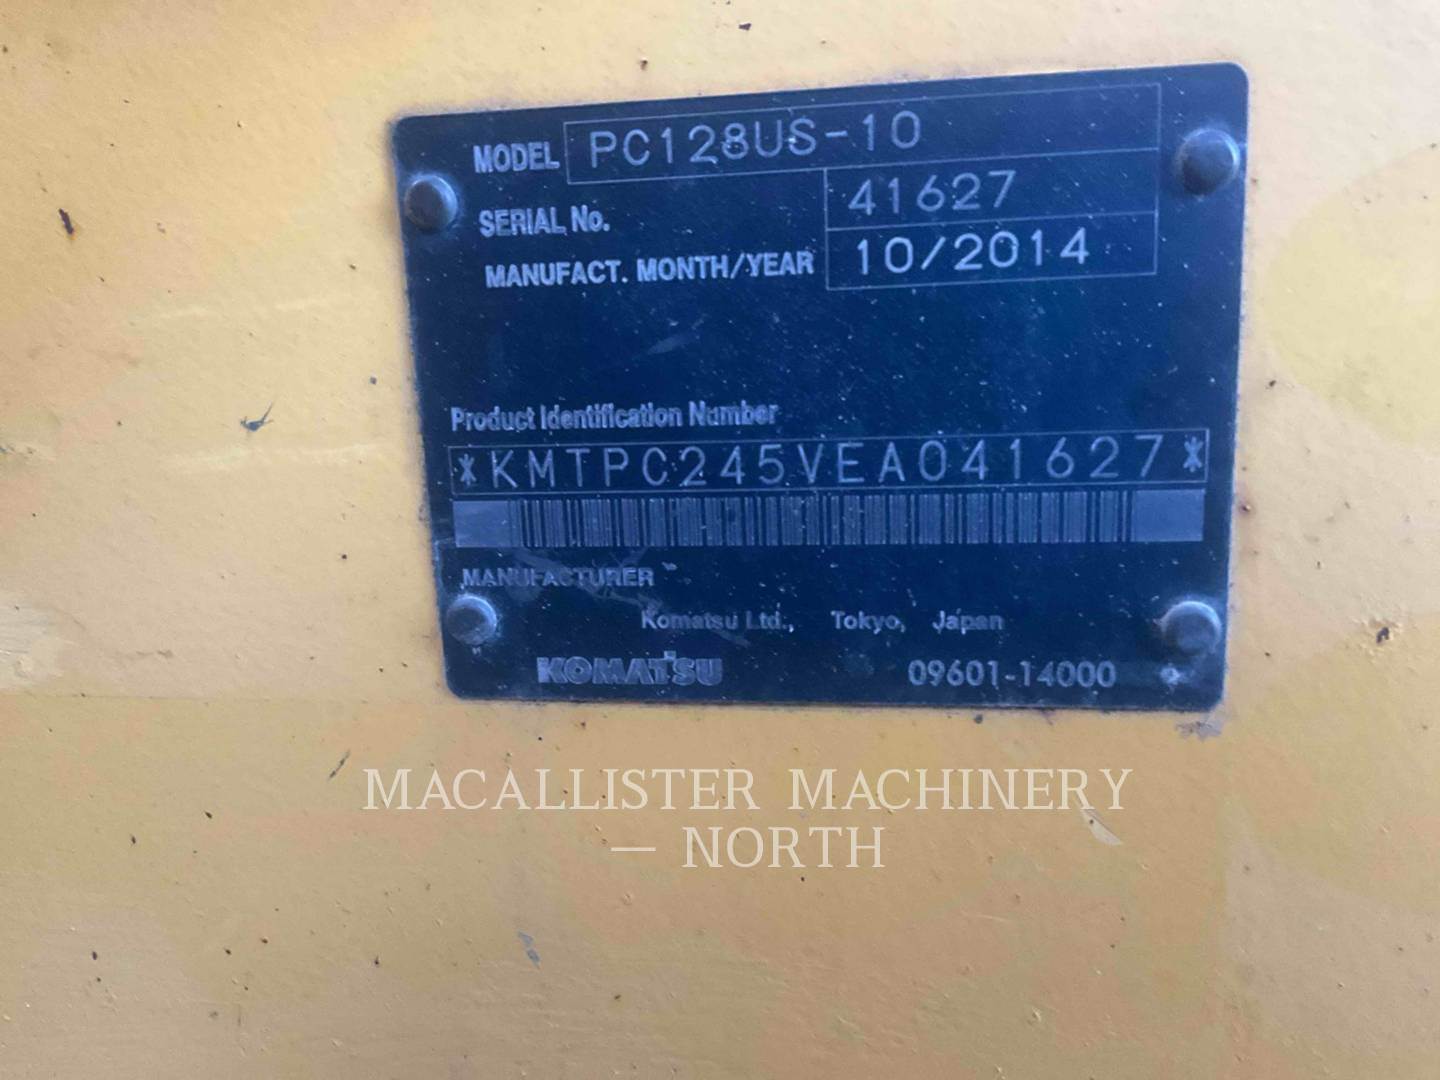 MODEL PC128US-10
SERIAL No. 41627
MANUFACT. MONTH/YEAR 10/2014
Product Identification Number
*KMTPC245VEA041627*
MANUFACTURER
Komatsu Ltd., Tokyo, Japan
KOMATSU 09601-14000
MACALLISTER MACHINERY
— NORTH